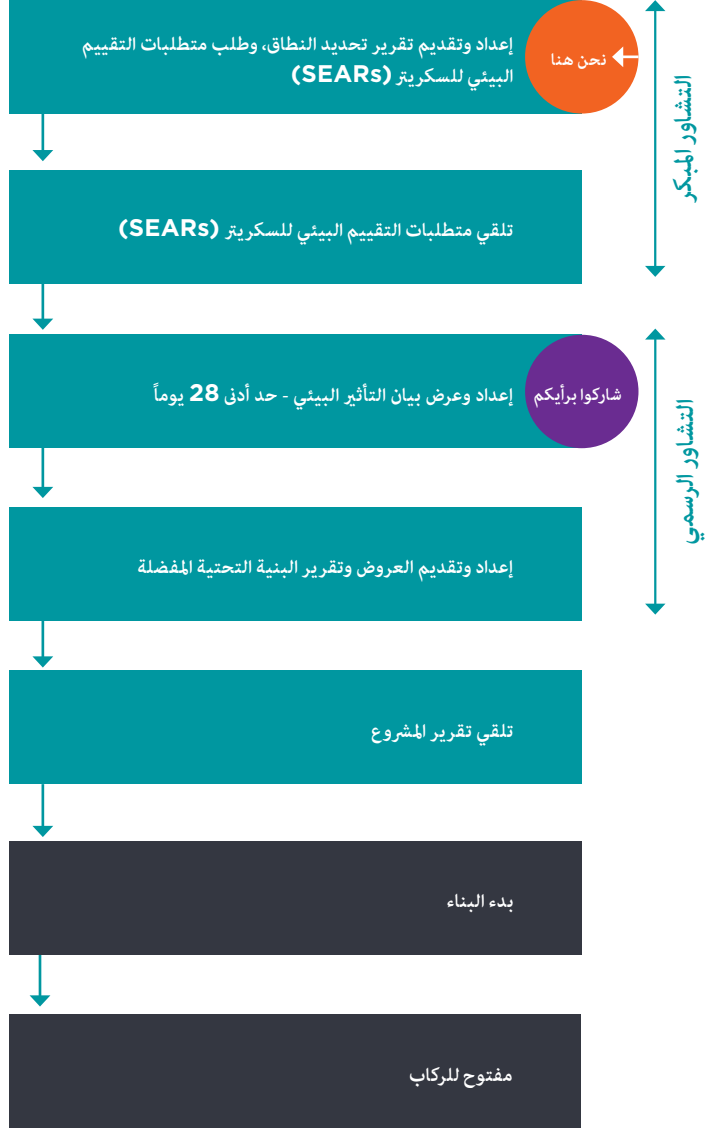 إعداد وتقديم تقرير تحديد النطاق، وطلب متطلبات التقييم
البيئي للسكريتر (SEARs)
نحن هنا
التشاور المبكر
تلقي متطلبات التقييم البيئي للسكريتر (SEARs)
إعداد وعرض بيان التأثير البيئي - حد أدنى 28 يوماً
شاركوا برأيكم
التشاور الرسمي
إعداد وتقديم العروض وتقرير البنية التحتية المفضلة
تلقي تقرير المشروع
بدء البناء
مفتوح للركاب